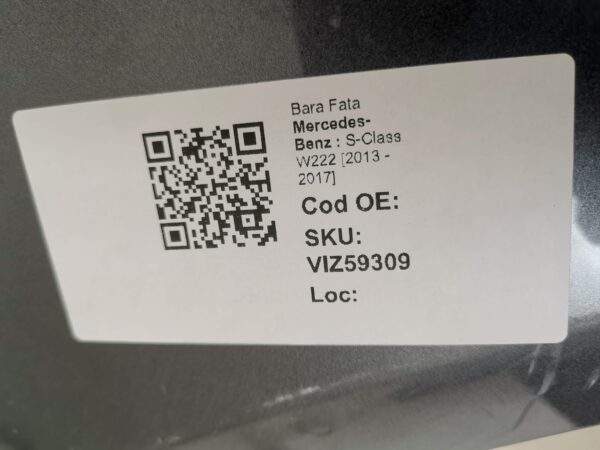 Bara Fata
Mercedes-
Benz : S-Class
W222 [2013 -
2017]
Cod OE:
SKU:
VIZ59309
Loc: